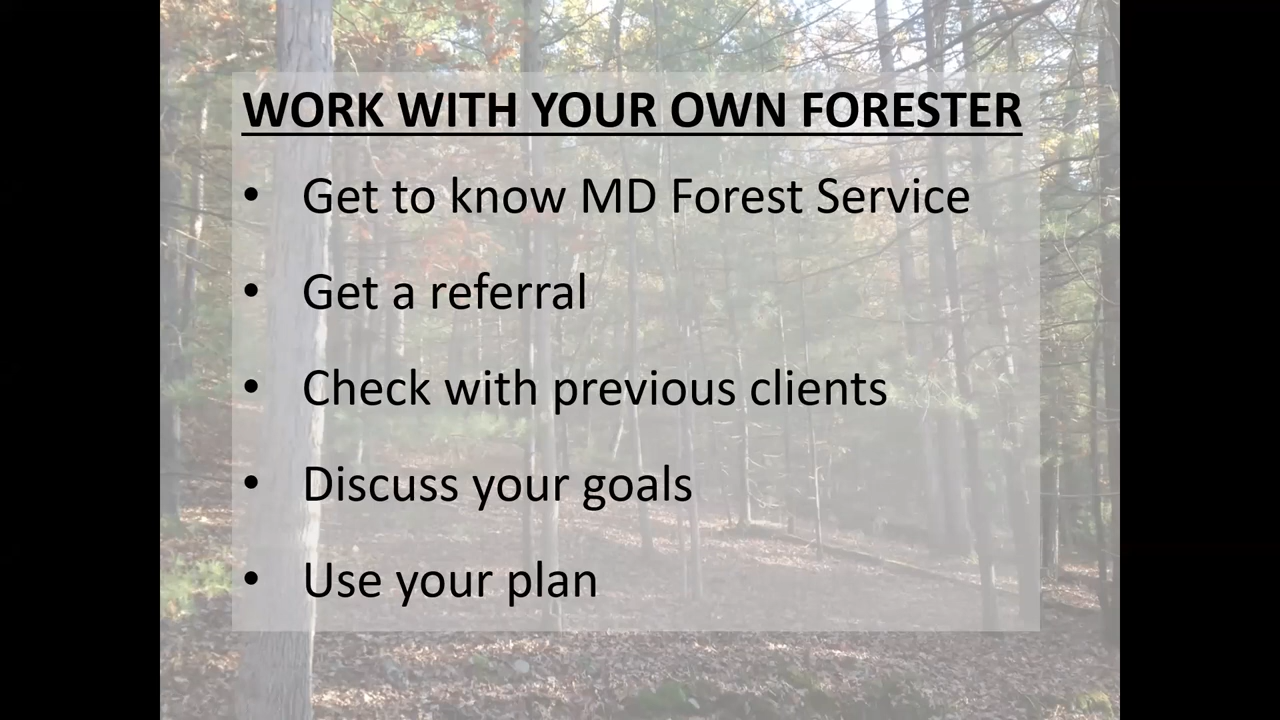 WORK WITH YOUR OWN FORESTER
• Get to know MD Forest Service
• Get a referral
• Check with previous clients
• Discuss your goals
• Use your plan